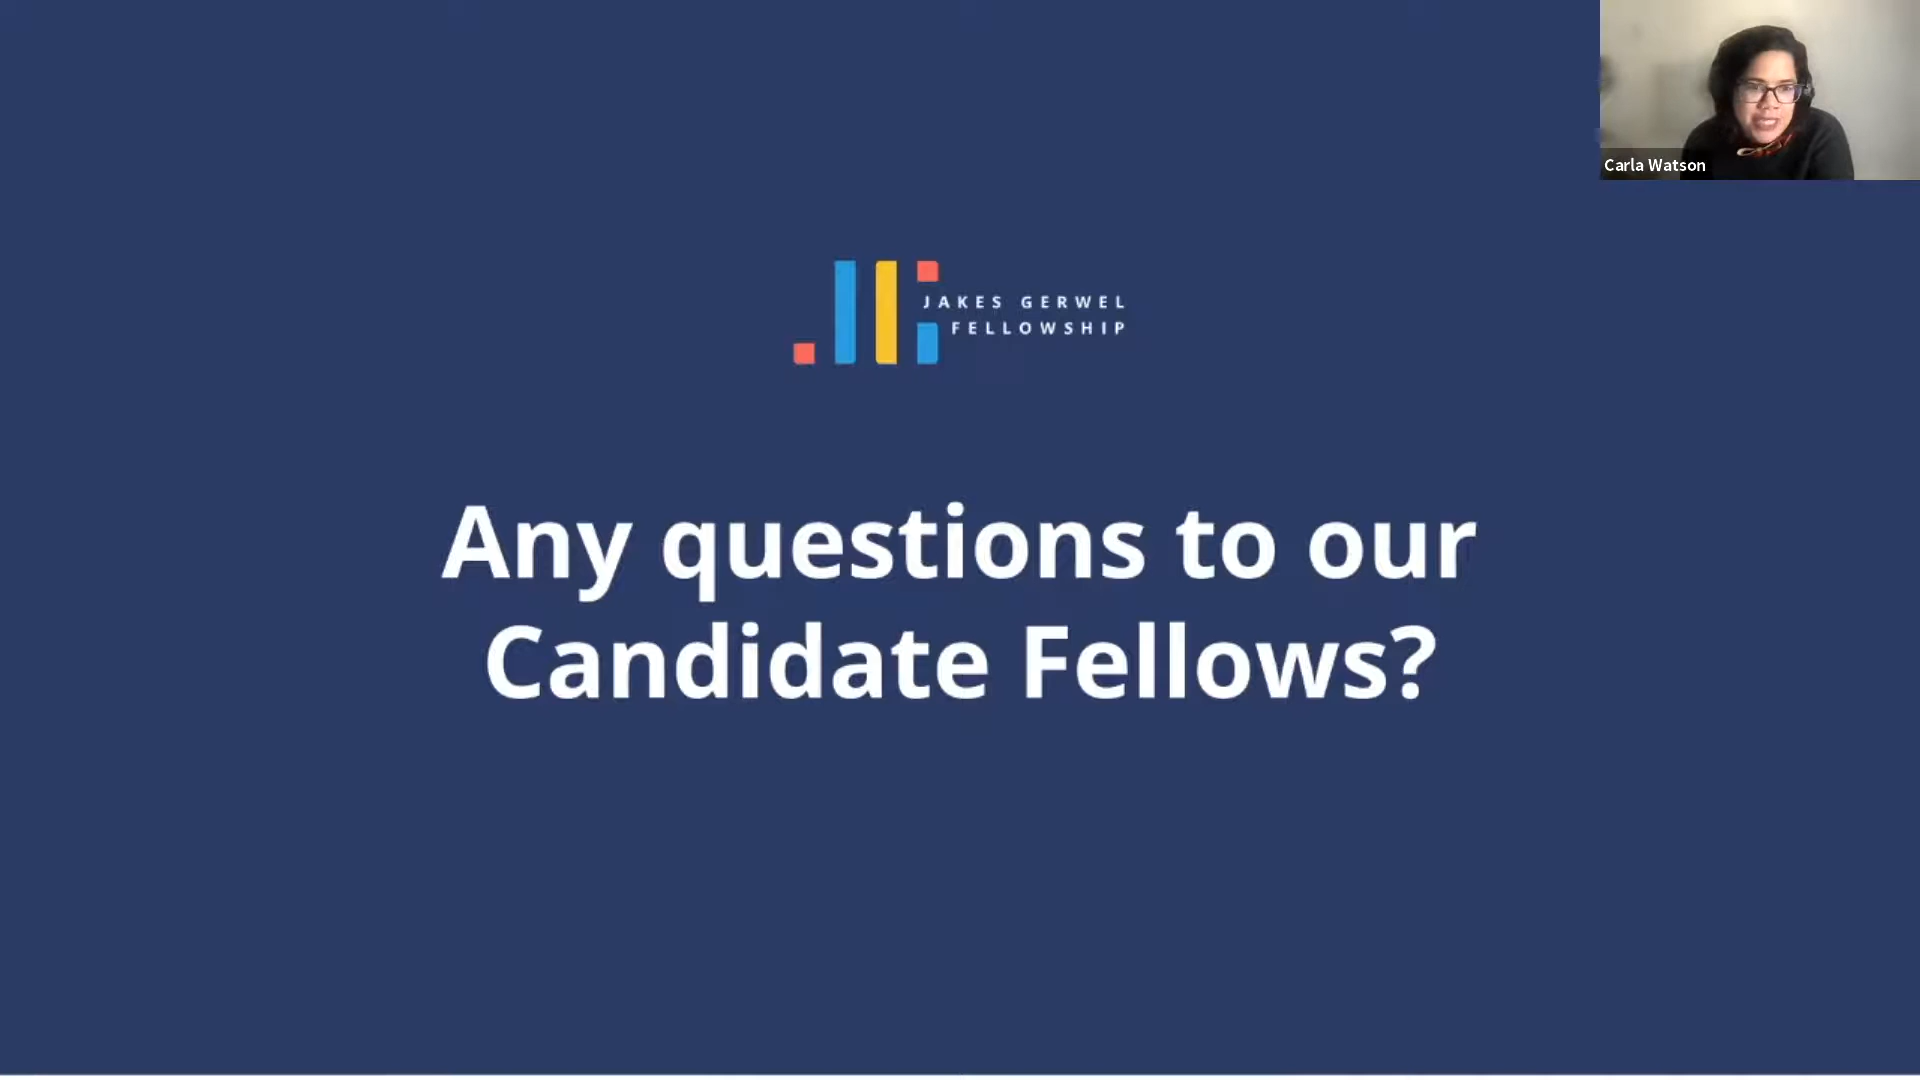 Carla Watson
JAKES GERWEL
FELLOWSHIP
Any questions to our
Candidate Fellows?